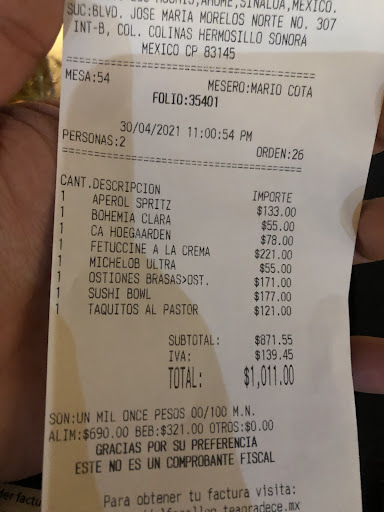 ,AHOME,SINALOA,MEXICO.
SUC:BLVD. JOSE MARIA MORELOS NORTE NO. 307
INT-B, COL. COLINAS HERMOSILLO SONORA
MEXICO CP 83145
MESA:54 MESERO:MARIO COTA
FOLIO:35401
30/04/2021 11:00:54 PM
PERSONAS:2 ORDEN:26
CANT.DESCRIPCION IMPORTE
1 APEROL SPRITZ $133.00
1 BOHEMIA CLARA $55.00
1 CA HOEGAARDEN $78.00
1 FETUCCINE A LA CREMA $221.00
1 MICHELOB ULTRA $55.00
1 OSTIONES BRASAS>OST. $171.00
1 SUSHI BOWL $177.00
1 TAQUITOS AL PASTOR $121.00
SUBTOTAL: $871.55
IVA: $139.45
TOTAL: $1,011.00
SON:UN MIL ONCE PESOS 00/100 M.N.
ALIM:$690.00 BEB:$321.00 OTROS:$0.00
GRACIAS POR SU PREFERENCIA
ESTE NO ES UN COMPROBANTE FISCAL
Para obtener tu factura visita: